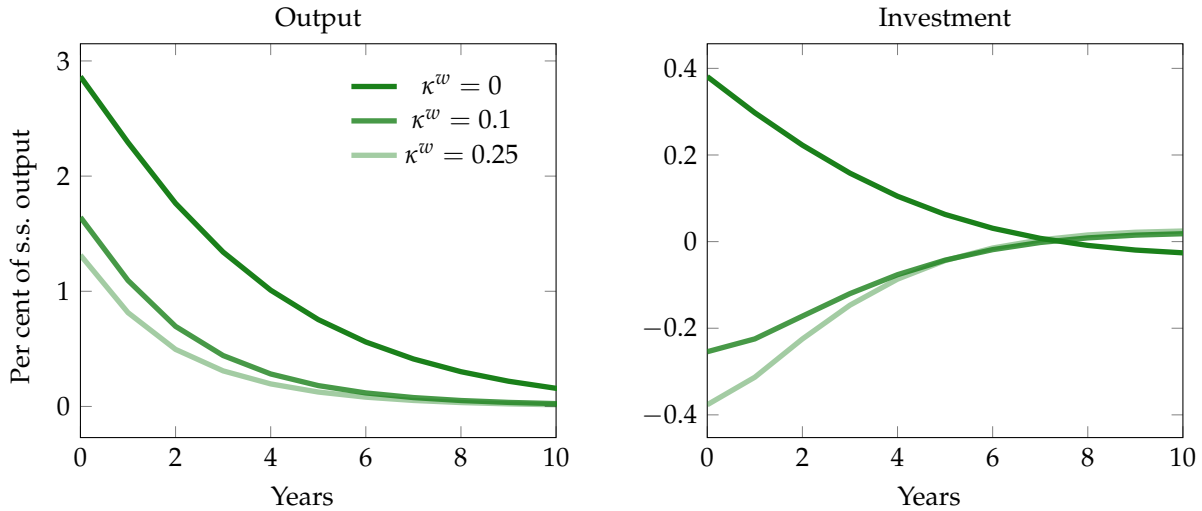 Output
Per cent of s.s. output
3
2
1
0
κ^w = 0
κ^w = 0.1
κ^w = 0.25
0 2 4 6 8 10
Years
Investment
0.4
0.2
0
−0.2
−0.4
0 2 4 6 8 10
Years